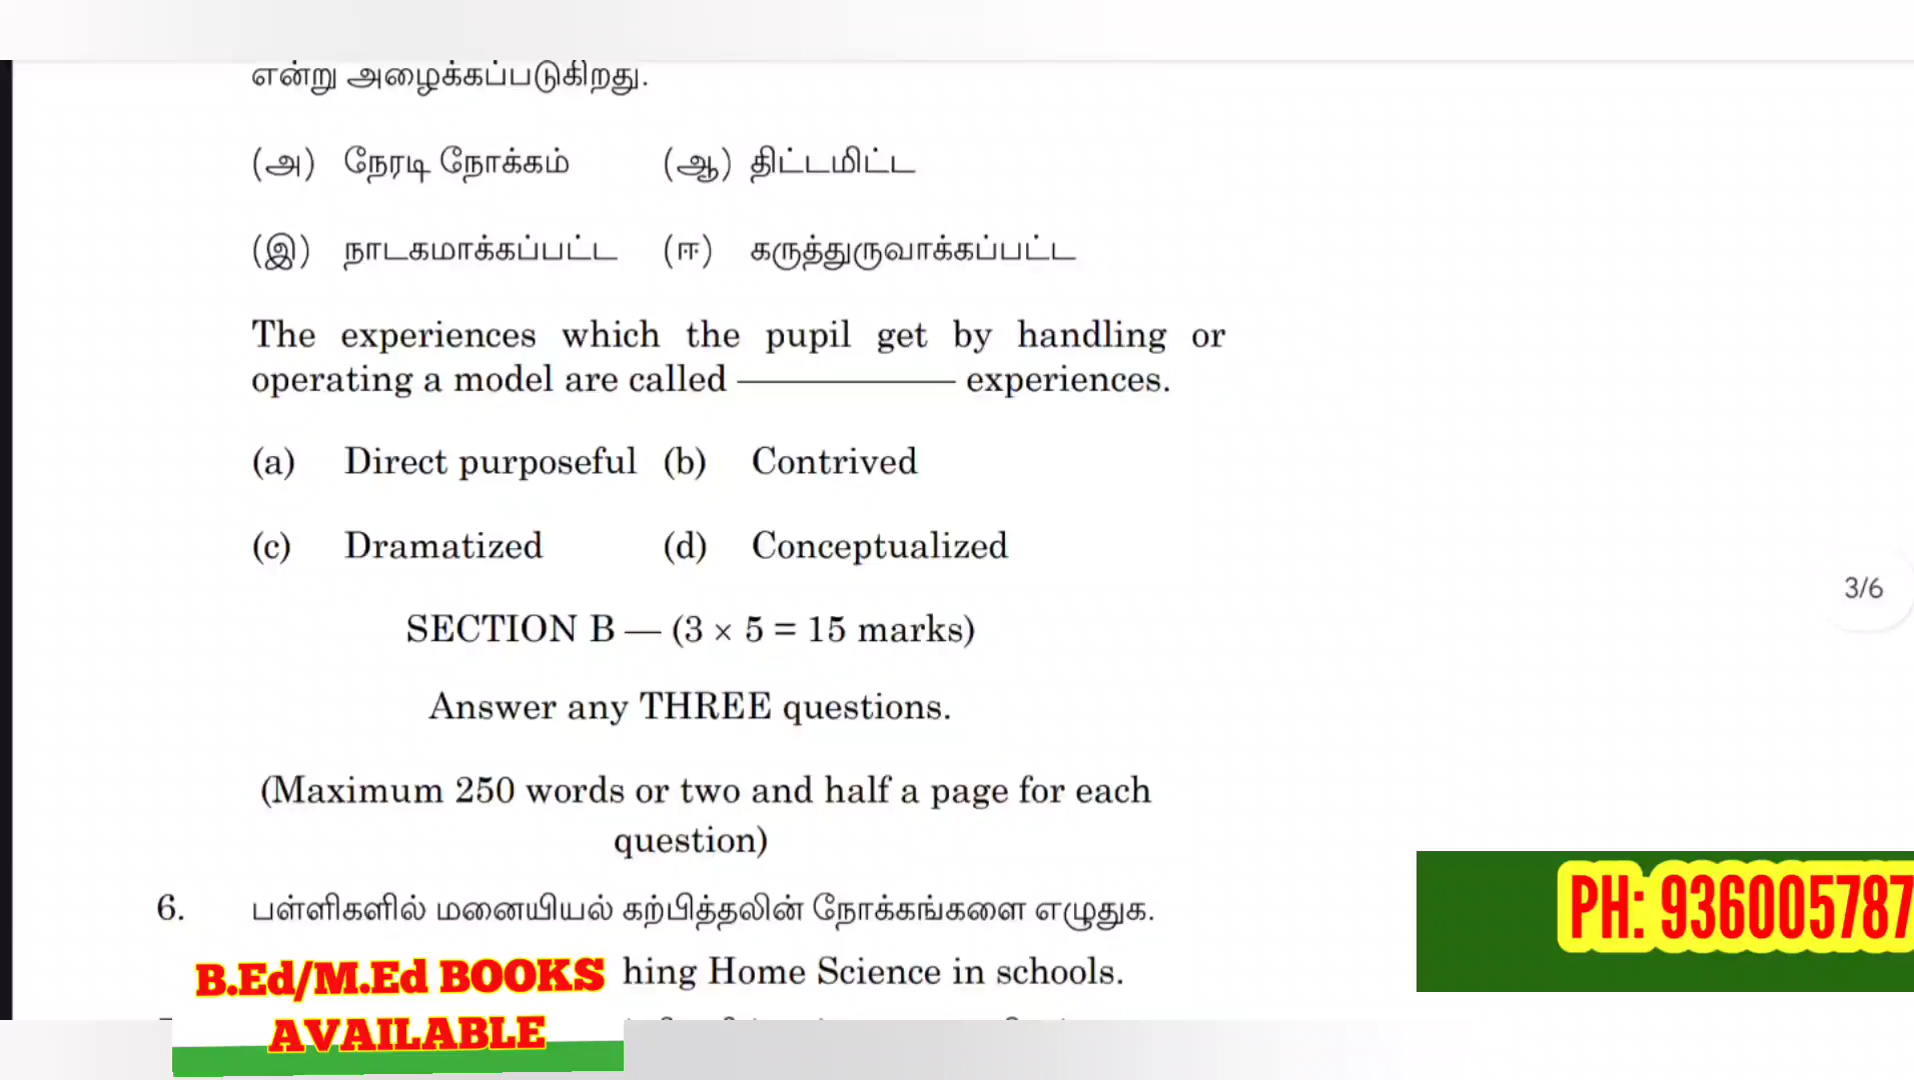 என்று அழைக்கப்படுகிறது.
(அ) நேரடி நோக்கம் (ஆ) திட்டமிட்ட
(இ) நாடகமாக்கப்பட்ட (ஈ) கருத்துருவாக்கப்பட்ட
The experiences which the pupil get by handling or
operating a model are called ———— experiences.
(a) Direct purposeful (b) Contrived
(c) Dramatized (d) Conceptualized
SECTION B — (3 × 5 = 15 marks)
Answer any THREE questions.
(Maximum 250 words or two and half a page for each
question)
6. பள்ளிகளில் மனையியல் கற்பித்தலின் நோக்கங்களை எழுதுக.
hing Home Science in schools.
3/6
PH: 936005787
B.Ed/M.Ed BOOKS
AVAILABLE